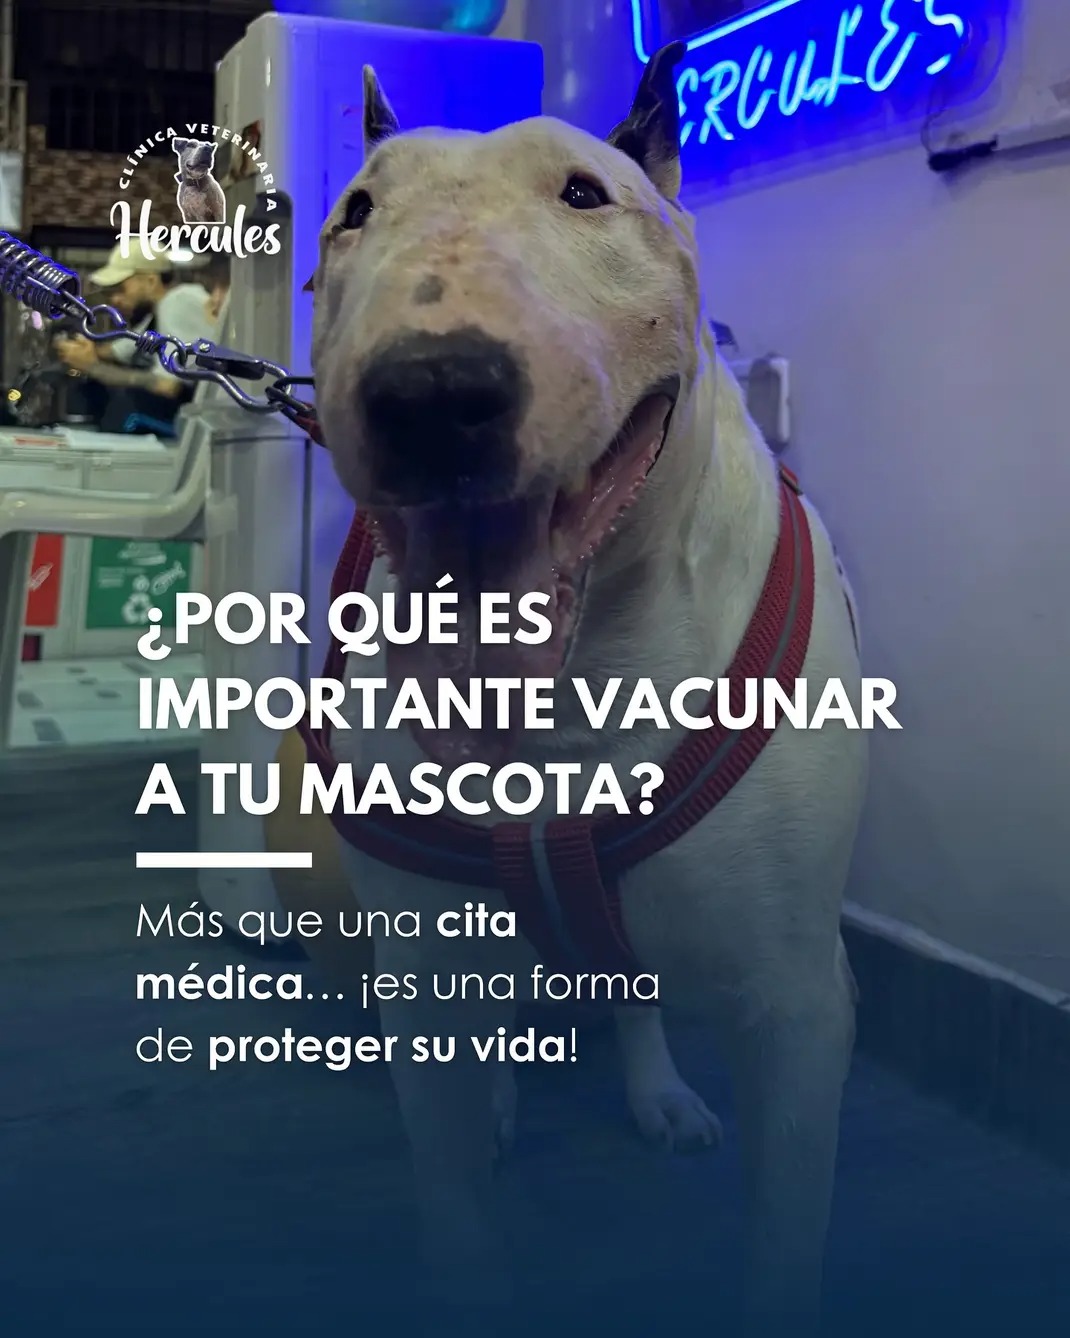 CLÍNICA VETERINARIA
Hercules
ERCULES
¿POR QUÉ ES
IMPORTANTE VACUNAR
A TU MASCOTA?
Más que una cita
médica... ¡es una forma
de proteger su vida!